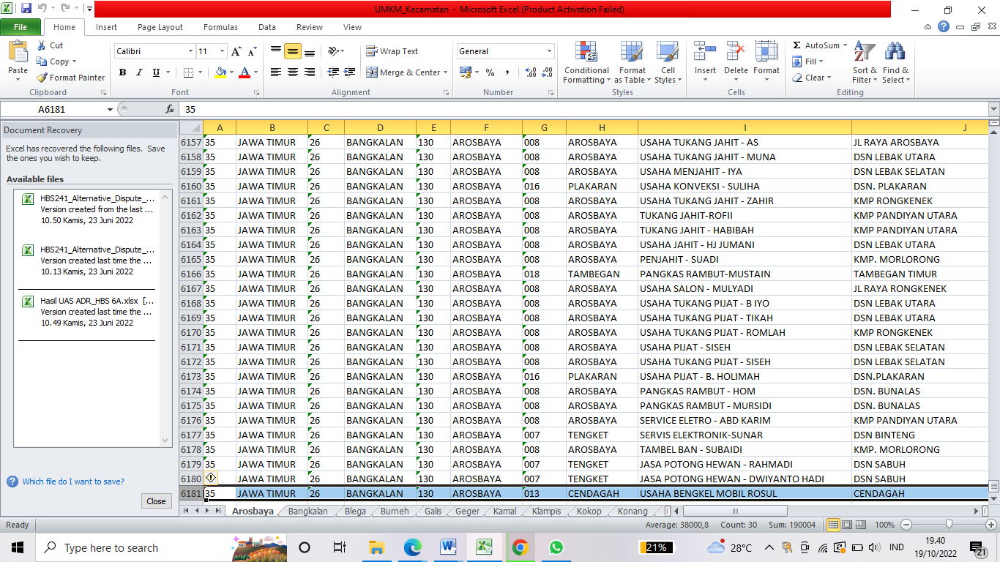 UMKM_Kecamatan - Microsoft Excel (Product Activation Failed)
File Home Insert Page Layout Formulas Data Review View
Paste Cut Copy Format Painter Clipboard
Calibri 11 B I U Font
Wrap Text Merge & Center Alignment
General % , Number
Conditional Formatting Format as Table Cell Styles Styles
Insert Delete Format Cells
Σ AutoSum Fill Clear Sort & Filter Find & Select Editing
A6181 fx 35
Document Recovery
Excel has recovered the following files. Save
the ones you wish to keep.
Available files
HBS241_Alternative_Dispute_...
Version created from the last ...
10.50 Kamis, 23 Juni 2022
HBS241_Alternative_Dispute_...
Version created last time the ...
10.13 Kamis, 23 Juni 2022
Hasil UAS ADR_HBS 6A.xlsx [...
Version created last time the ...
10.49 Kamis, 23 Juni 2022
Which file do I want to save?
Close
A B C D E F G H I J
6157 35 JAWA TIMUR 26 BANGKALAN 130 AROSBAYA 008 AROSBAYA USAHA TUKANG JAHIT - AS JL RAYA AROSBAYA
6158 35 JAWA TIMUR 26 BANGKALAN 130 AROSBAYA 008 AROSBAYA USAHA TUKANG JAHIT - MUNA DSN LEBAK UTARA
6159 35 JAWA TIMUR 26 BANGKALAN 130 AROSBAYA 008 AROSBAYA USAHA MENJAHIT - IYA DSN LEBAK SELATAN
6160 35 JAWA TIMUR 26 BANGKALAN 130 AROSBAYA 016 PLAKARAN USAHA KONVEKSI - SULIHA DSN. PLAKARAN
6161 35 JAWA TIMUR 26 BANGKALAN 130 AROSBAYA 008 AROSBAYA USAHA TUKANG JAHIT - ZAHIR KMP RONGKENEK
6162 35 JAWA TIMUR 26 BANGKALAN 130 AROSBAYA 008 AROSBAYA TUKANG JAHIT-ROFII KMP PANDIYAN UTARA
6163 35 JAWA TIMUR 26 BANGKALAN 130 AROSBAYA 008 AROSBAYA TUKANG JAHIT - HABIBAH KMP PANDIYAN UTARA
6164 35 JAWA TIMUR 26 BANGKALAN 130 AROSBAYA 008 AROSBAYA USAHA JAHIT - HJ JUMANI DSN LEBAK UTARA
6165 35 JAWA TIMUR 26 BANGKALAN 130 AROSBAYA 008 AROSBAYA PENJAHIT - SUADI KMP. MORLORONG
6166 35 JAWA TIMUR 26 BANGKALAN 130 AROSBAYA 018 TAMBEGAN PANGKAS RAMBUT-MUSTAIN TAMBEGAN TIMUR
6167 35 JAWA TIMUR 26 BANGKALAN 130 AROSBAYA 008 AROSBAYA USAHA SALON - MULYADI JL RAYA RONGKENEK
6168 35 JAWA TIMUR 26 BANGKALAN 130 AROSBAYA 008 AROSBAYA USAHA TUKANG PIJAT - B IYO DSN LEBAK UTARA
6169 35 JAWA TIMUR 26 BANGKALAN 130 AROSBAYA 008 AROSBAYA USAHA TUKANG PIJAT - TIKAH DSN LEBAK UTARA
6170 35 JAWA TIMUR 26 BANGKALAN 130 AROSBAYA 008 AROSBAYA USAHA TUKANG PIJAT - ROMLAH KMP RONGKENEK
6171 35 JAWA TIMUR 26 BANGKALAN 130 AROSBAYA 008 AROSBAYA USAHA PIJAT - SISEH DSN LEBAK SELATAN
6172 35 JAWA TIMUR 26 BANGKALAN 130 AROSBAYA 008 AROSBAYA USAHA TUKANG PIJAT - SISEH DSN LEBAK SELATAN
6173 35 JAWA TIMUR 26 BANGKALAN 130 AROSBAYA 016 PLAKARAN USAHA PIJAT - B. HOLIMAH DSN.PLAKARAN
6174 35 JAWA TIMUR 26 BANGKALAN 130 AROSBAYA 008 AROSBAYA PANGKAS RAMBUT - HOM DSN. BUNALAS
6175 35 JAWA TIMUR 26 BANGKALAN 130 AROSBAYA 008 AROSBAYA PANGKAS RAMBUT - MURSIDI DSN. BUNALAS
6176 35 JAWA TIMUR 26 BANGKALAN 130 AROSBAYA 008 AROSBAYA SERVICE ELETRO - ABD KARIM KMP PANDIYAN UTARA
6177 35 JAWA TIMUR 26 BANGKALAN 130 AROSBAYA 007 TENGKET SERVIS ELEKTRONIK-SUNAR DSN BINTENG
6178 35 JAWA TIMUR 26 BANGKALAN 130 AROSBAYA 008 AROSBAYA TAMBEL BAN - SUBAIDI KMP. MORLORONG
6179 35 JAWA TIMUR 26 BANGKALAN 130 AROSBAYA 007 TENGKET JASA POTONG HEWAN - RAHMADI DSN SABUH
6180 JAWA TIMUR 26 BANGKALAN 130 AROSBAYA 007 TENGKET JASA POTONG HEWAN - DWIYANTO HADI DSN SABUH
6181 35 JAWA TIMUR 26 BANGKALAN 130 AROSBAYA 013 CENDAGAH USAHA BENGKEL MOBIL ROSUL CENDAGAH
Arosbaya Bangkalan Blega Burneh Galis Geger Kamal Klampis Kokop Konang
Ready Average: 38000,8 Count: 30 Sum: 190004 100%
Type here to search 21% 28°C IND 19.40
19/10/2022 21